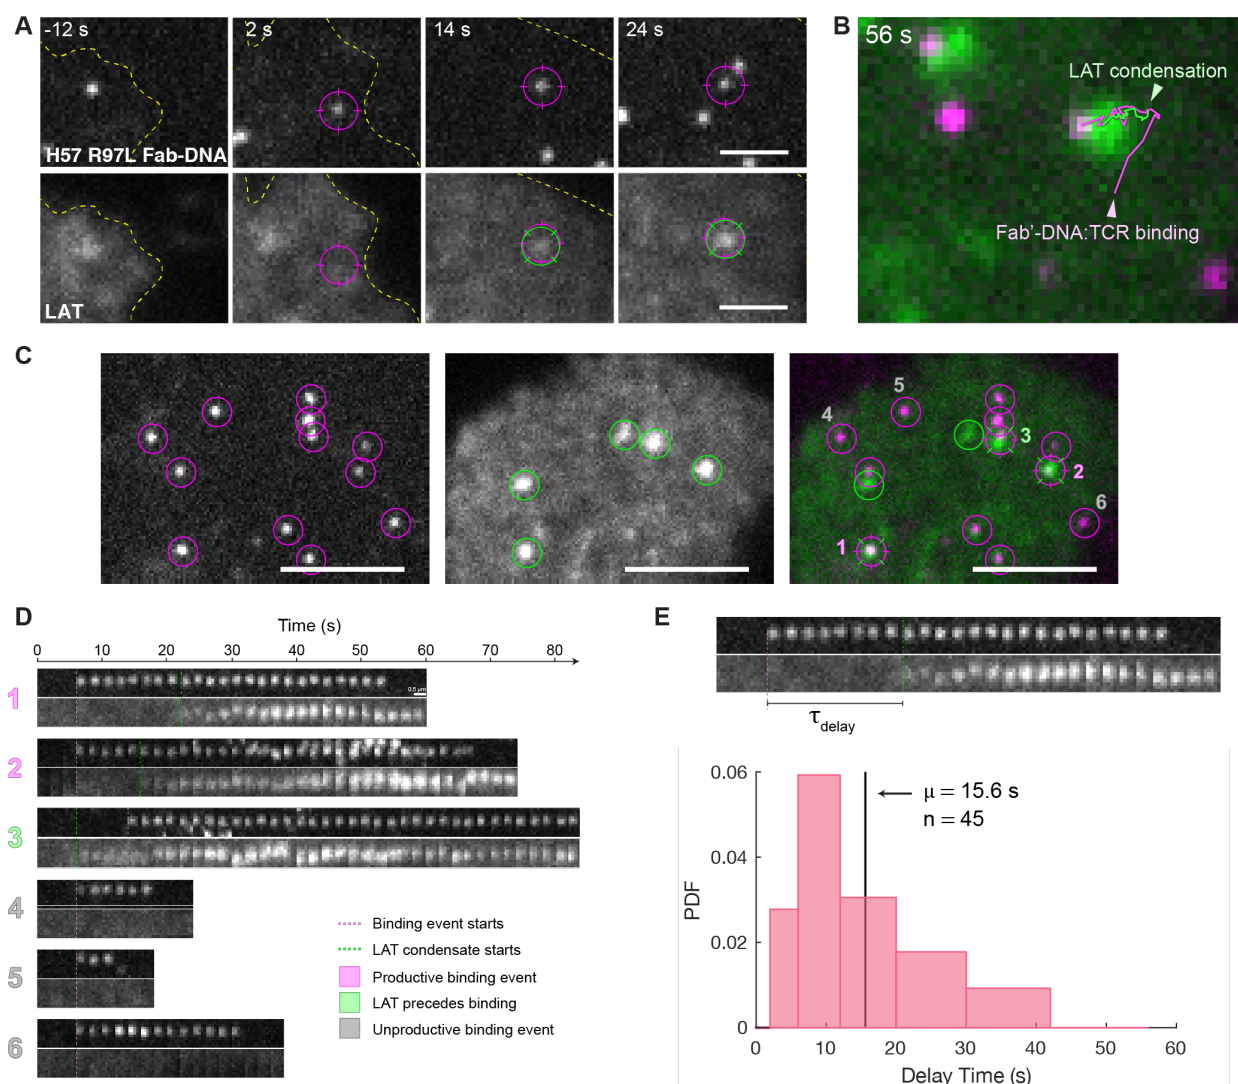 A
-12 s
2 s
14 s
24 s
H57 R97L Fab-DNA
LAT
B
56 s
LAT condensation
Fab'-DNA:TCR binding
C
5
4
3
2
6
1
D
Time (s)
0 10 20 30 40 50 60 70 80
1
0.5 μm
2
3
4
5
6
Binding event starts
LAT condensate starts
Productive binding event
LAT precedes binding
Unproductive binding event
E
τdelay
0.06
0.04
0.02
0
PDF
μ = 15.6 s
n = 45
0 10 20 30 40 50 60
Delay Time (s)